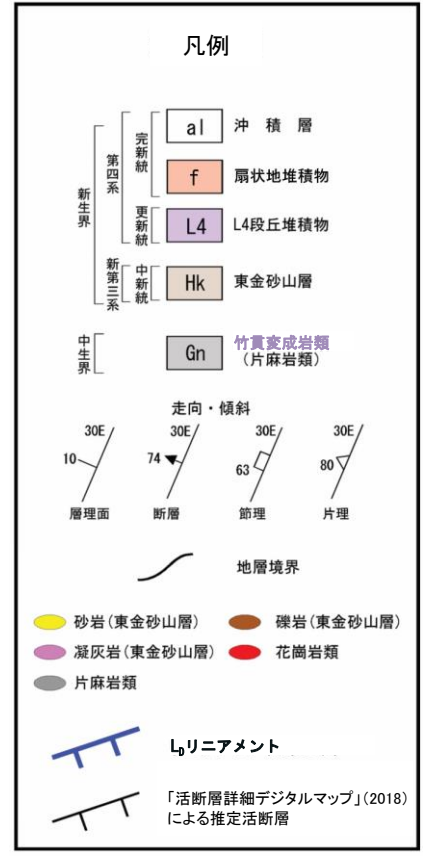 凡例
新生界
第四系
完新統
al 沖積層
f 扇状地堆積物
更新統
L4 L4段丘堆積物
新第三系
中新統
Hk 東金砂山層
中生界
Gn 竹貫変成岩類
(片麻岩類)
走向・傾斜
30E 30E 30E 30E
10 74 63 80
層理面 断層 節理 片理
地層境界
砂岩(東金砂山層) 礫岩(東金砂山層)
凝灰岩(東金砂山層) 花崗岩類
片麻岩類
LDリニアメント
「活断層詳細デジタルマップ」(2018)
による推定活断層